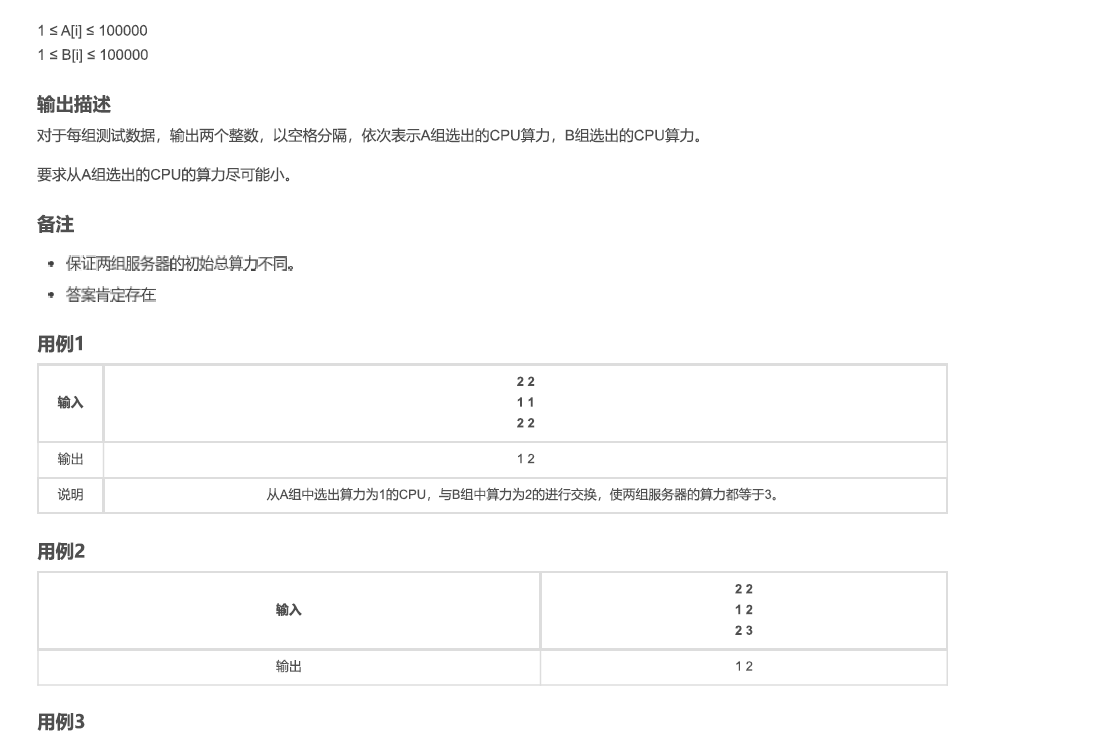 1 ≤ A[i] ≤ 100000
1 ≤ B[i] ≤ 100000
输出描述
对于每组测试数据，输出两个整数，以空格分隔，依次表示A组选出的CPU算力，B组选出的CPU算力。
要求从A组选出的CPU的算力尽可能小。
备注
• 保证两组服务器的初始总算力不同。
• 答案肯定存在
用例1
2 2
输入
1 1
2 2
输出 1 2
说明 从A组中选出算力为1的CPU，与B组中算力为2的进行交换，使两组服务器的算力都等于3。
用例2
2 2
输入 1 2
2 3
输出 1 2
用例3